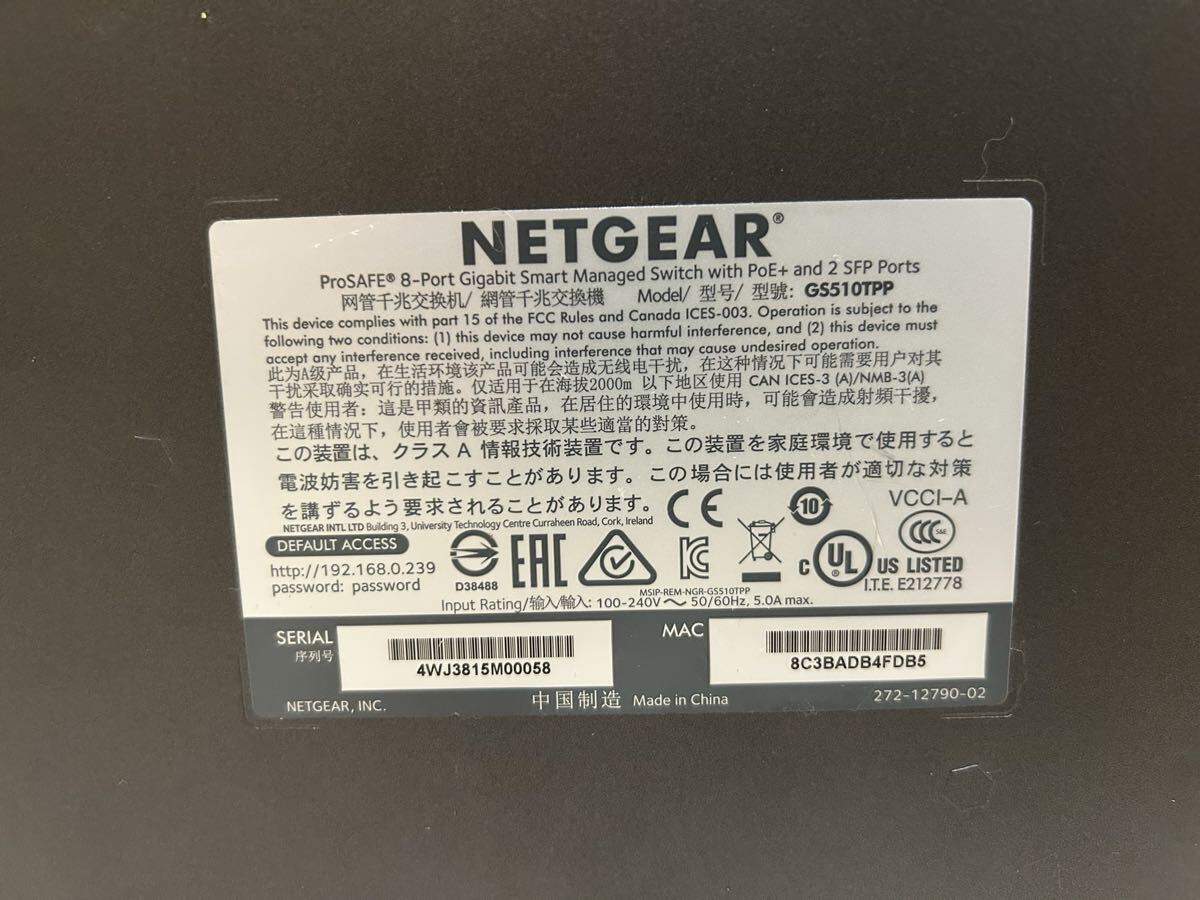 NETGEAR®
ProSAFE® 8-Port Gigabit Smart Managed Switch with PoE+ and 2 SFP Ports
网管千兆交换机/ 網管千兆交換機 Model/ 型号/ 型號: GS510TPP
This device complies with part 15 of the FCC Rules and Canada ICES-003. Operation is subject to the
following two conditions: (1) this device may not cause harmful interference, and (2) this device must
accept any interference received, including interference that may cause undesired operation.
此为A级产品，在生活环境该产品可能会造成无线电干扰，在这种情况下可能需要用户对其
干扰采取确实可行的措施。仅适用于在海拔2000m 以下地区使用 CAN ICES-3 (A)/NMB-3(A)
警告使用者：這是甲類的資訊產品，在居住的環境中使用時，可能會造成射頻干擾，
在這種情況下，使用者會被要求採取某些適當的對策。
この装置は、クラス A 情報技術装置です。この装置を家庭環境で使用すると
電波妨害を引き起こすことがあります。この場合には使用者が適切な対策
を講ずるよう要求されることがあります。
NETGEAR INTL LTD Building 3, University Technology Centre Curraheen Road, Cork, Ireland
CE
10
VCCI-A
CCC S&E
DEFAULT ACCESS
http://192.168.0.239
password: password
D38488
EAC
KC
MSIP-REM-NGR-GS510TPP
c UL US LISTED
I.T.E. E212778
Input Rating/输入/輸入: 100-240V～ 50/60Hz, 5.0A max.
SERIAL
序列号
4WJ3815M00058
MAC
8C3BADB4FDB5
NETGEAR, INC.
中国制造 Made in China
272-12790-02